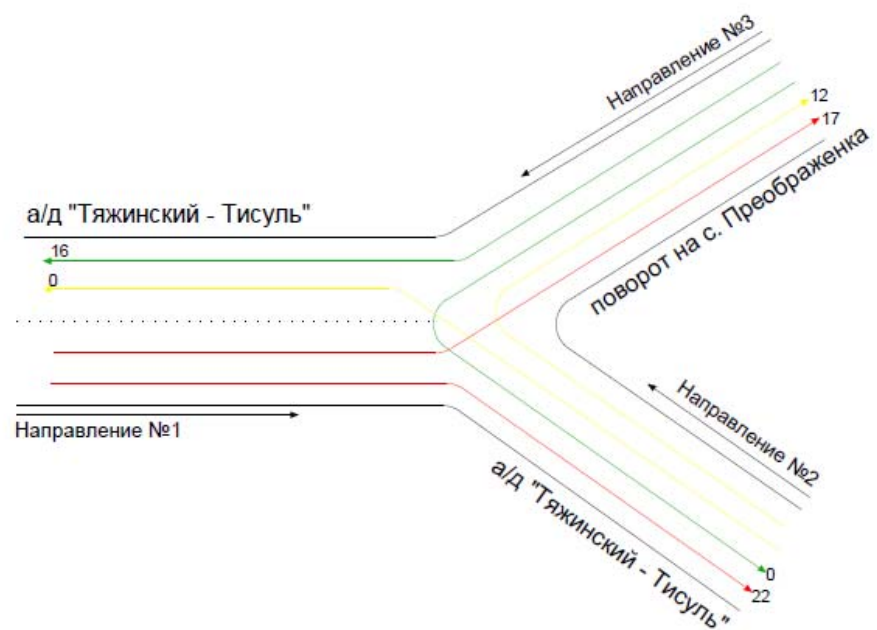 Направление №3
12
17
а/д "Тяжинский - Тисуль"
16
0
поворот на с. Преображенка
Направление №1
Направление №2
а/д "Тяжинский - Тисуль"
0
22